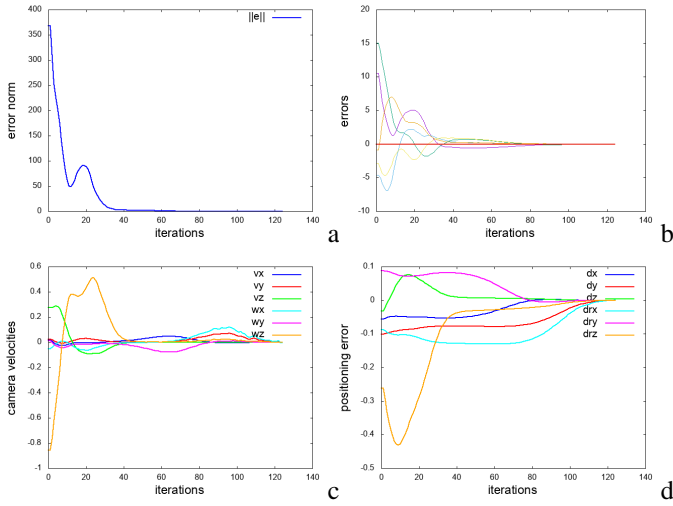 400
350
300
250
200
150
100
50
0
0 20 40 60 80 100 120 140
error norm
iterations
||e||
a
20
15
10
5
0
-5
-10
0 20 40 60 80 100 120 140
errors
iterations
b
0.6
0.4
0.2
0
-0.2
-0.4
-0.6
-0.8
-1
0 20 40 60 80 100 120 140
camera velocities
iterations
vx
vy
vz
wx
wy
wz
c
0.1
0
-0.1
-0.2
-0.3
-0.4
-0.5
0 20 40 60 80 100 120 140
positioning error
iterations
dx
dy
dz
drx
dry
drz
d